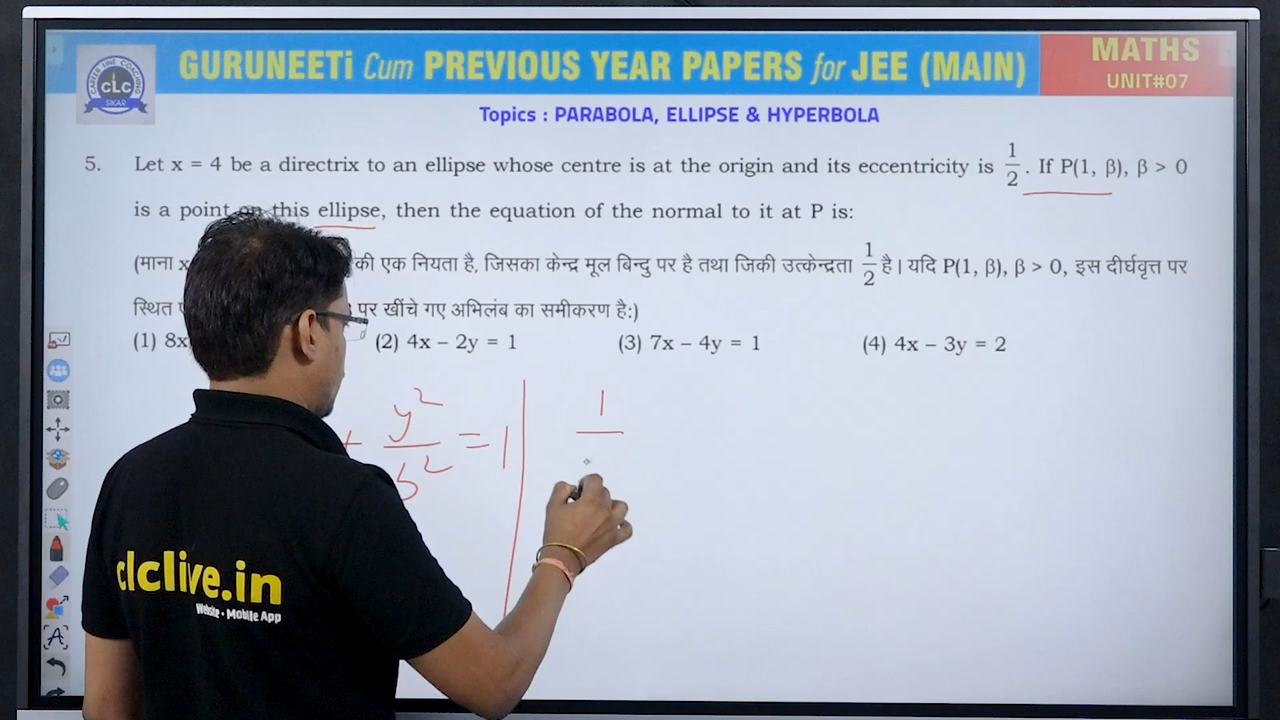 GURUNEETi Cum PREVIOUS YEAR PAPERS for JEE (MAIN)
MATHS
UNIT#07
CLC
SIKAR
Topics : PARABOLA, ELLIPSE & HYPERBOLA
5. Let x = 4 be a directrix to an ellipse whose centre is at the origin and its eccentricity is 1/2. If P(1, β), β > 0
is a point on this ellipse, then the equation of the normal to it at P is:
(माना x की एक नियता है, जिसका केन्द्र मूल बिन्दु पर है तथा जिकी उत्केन्द्रता 1/2 है। यदि P(1, β), β > 0, इस दीर्घवृत्त पर
स्थित पर खींचे गए अभिलंब का समीकरण है:)
(1) 8x (2) 4x – 2y = 1 (3) 7x – 4y = 1 (4) 4x – 3y = 2
+ y²/b² = 1
1
clclive.in
Website • Mobile App